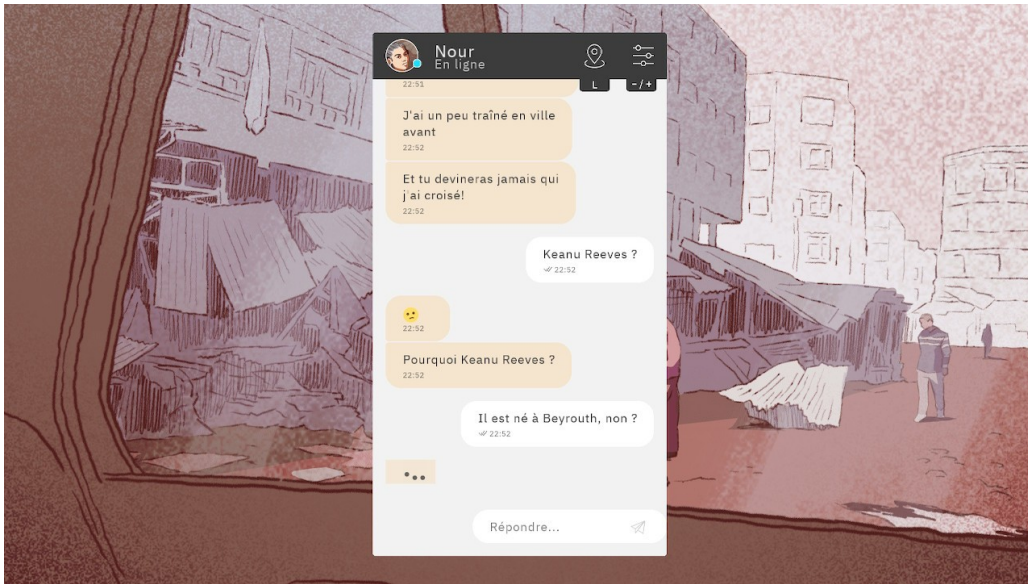 Nour
En ligne
L
-/+
22:51
J'ai un peu traîné en ville
avant
22:52
Et tu devineras jamais qui
j'ai croisé!
22:52
Keanu Reeves ?
22:52
22:52
Pourquoi Keanu Reeves ?
22:52
Il est né à Beyrouth, non ?
22:52
Répondre...